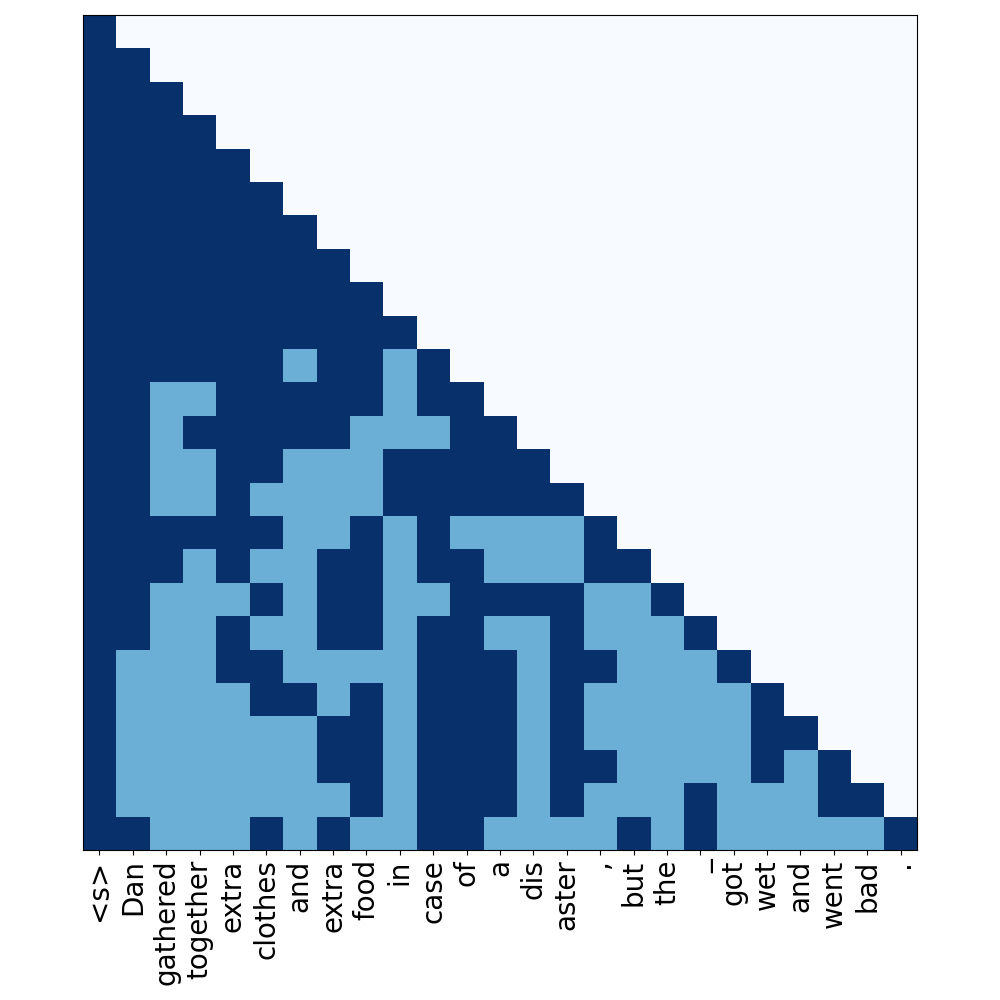 <s> Dan gathered together extra clothes and extra food in case of a dis aster , but the _ got wet and went bad .